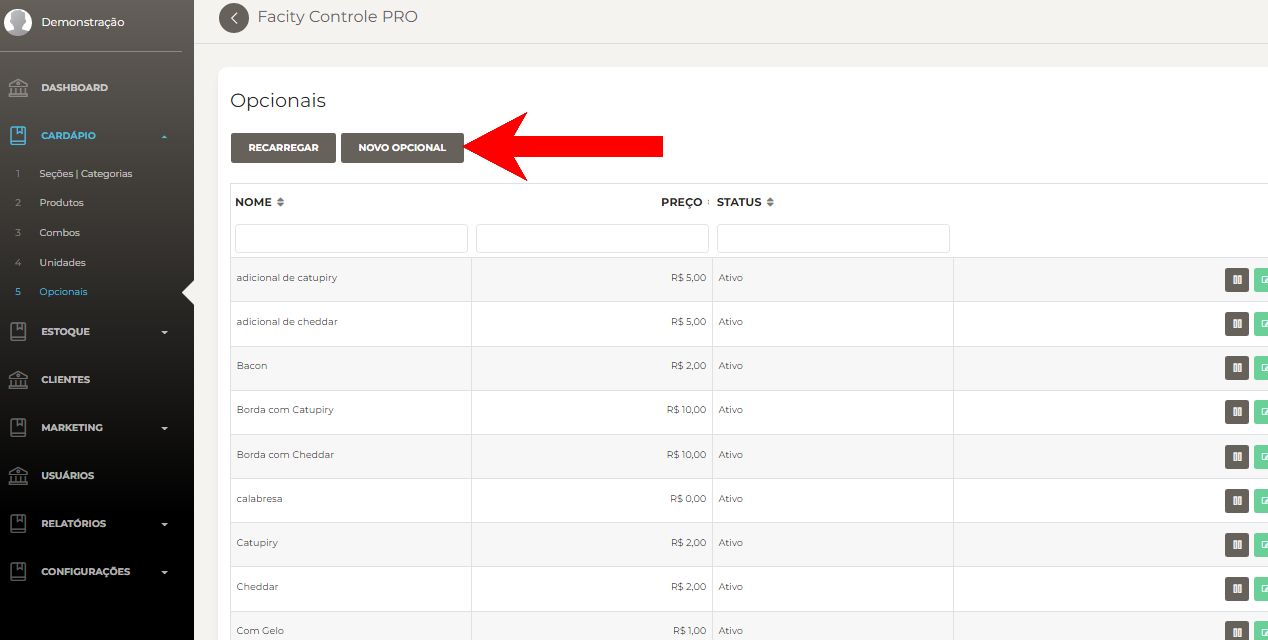 Demonstração
DASHBOARD
CARDÁPIO
1 Seções | Categorias
2 Produtos
3 Combos
4 Unidades
5 Opcionais
ESTOQUE
CLIENTES
MARKETING
USUÁRIOS
RELATÓRIOS
CONFIGURAÇÕES
Facity Controle PRO
Opcionais
RECARREGAR NOVO OPCIONAL
NOME PREÇO STATUS
adicional de catupiry R$ 5,00 Ativo
adicional de cheddar R$ 5,00 Ativo
Bacon R$ 2,00 Ativo
Borda com Catupiry R$ 10,00 Ativo
Borda com Cheddar R$ 10,00 Ativo
calabresa R$ 0,00 Ativo
Catupiry R$ 2,00 Ativo
Cheddar R$ 2,00 Ativo
Com Gelo R$ 1,00 Ativo